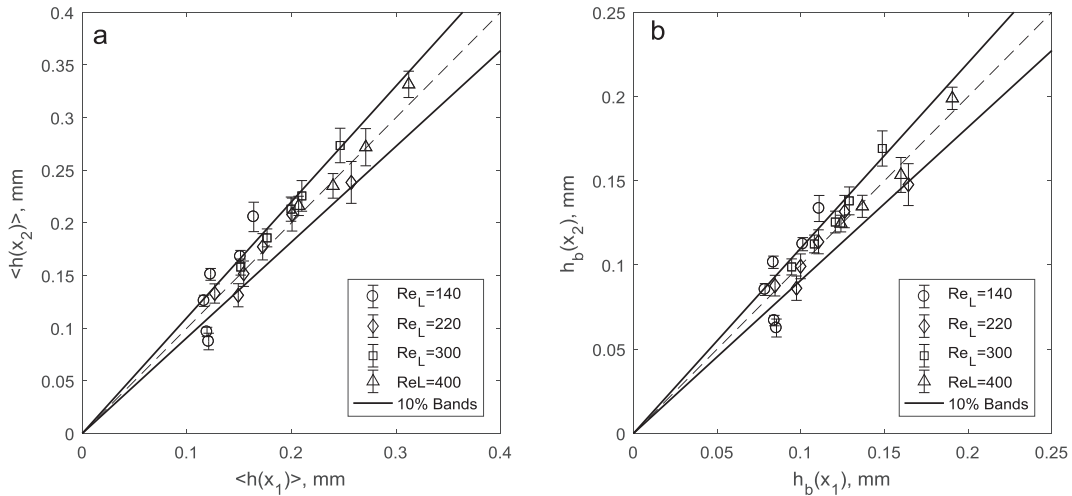 a
0.4
0.35
0.3
0.25
0.2
0.15
0.1
0.05
0
<h(x2)>, mm
0 0.1 0.2 0.3 0.4
<h(x1)>, mm
ReL=140
ReL=220
ReL=300
ReL=400
10% Bands
b
0.25
0.2
0.15
0.1
0.05
0
hb(x2), mm
0 0.05 0.1 0.15 0.2 0.25
hb(x1), mm
ReL=140
ReL=220
ReL=300
ReL=400
10% Bands